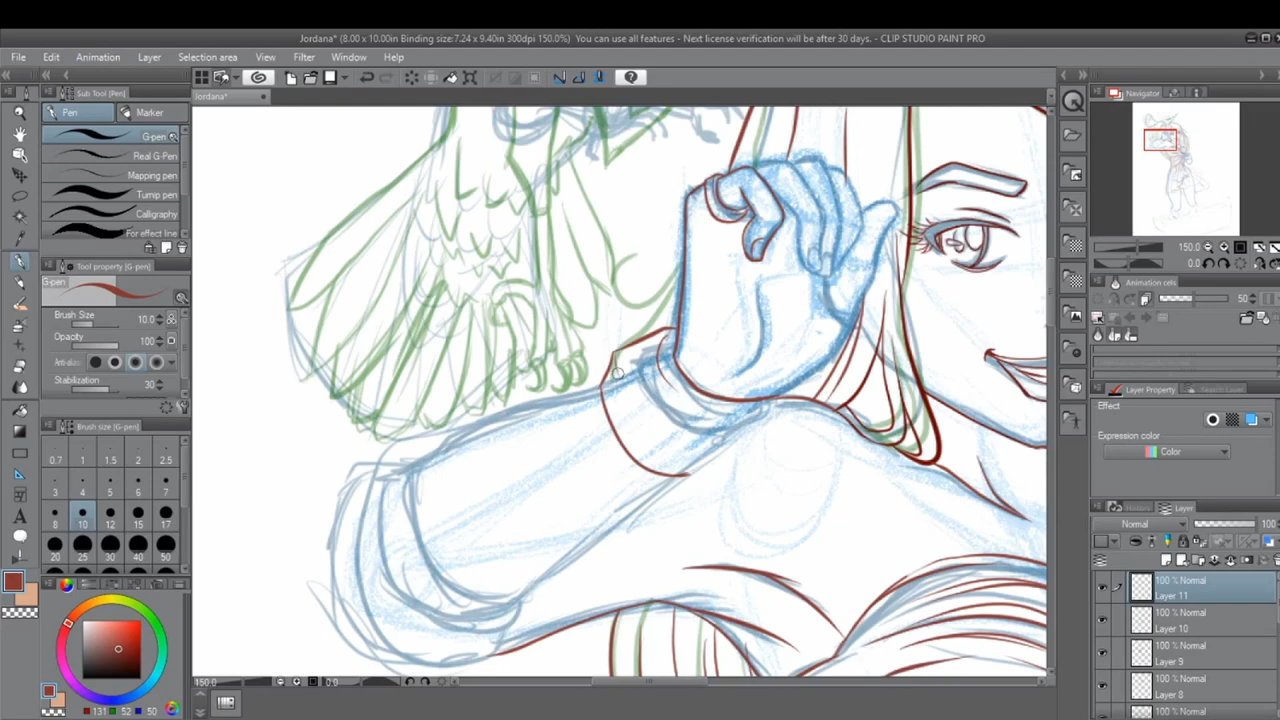 Jordana* (8.00 x 10.00in Binding size:7.24 x 9.40in 300dpi 150.0%)  You can use all features - Next license verification will be after 30 days. - CLIP STUDIO PAINT PRO
File Edit Animation Layer Selection area View Filter Window Help
Sub Tool [Pen]
Jordana*
Navigator
Pen Marker
G-pen
Real G-Pen
Mapping pen
Turnip pen
Calligraphy
For effect line
150.0
0.0
Tool property [G-pen]
G-pen
Brush Size 10.0
Opacity 100
Stabilization 30
Animation cels
50
Layer Property Search Layer
Effect
Expression color
Color
Brush size [G-pen]
0.7 1 1.5 2 2.5
3 4 5 6 7
8 10 12 15 17
20 25 30 40 50
Layer
Normal 100
100 % Normal
Layer 11
100 % Normal
Layer 10
100 % Normal
Layer 9
100 % Normal
Layer 8
100 % Normal
150.0 0.0
131 52 50